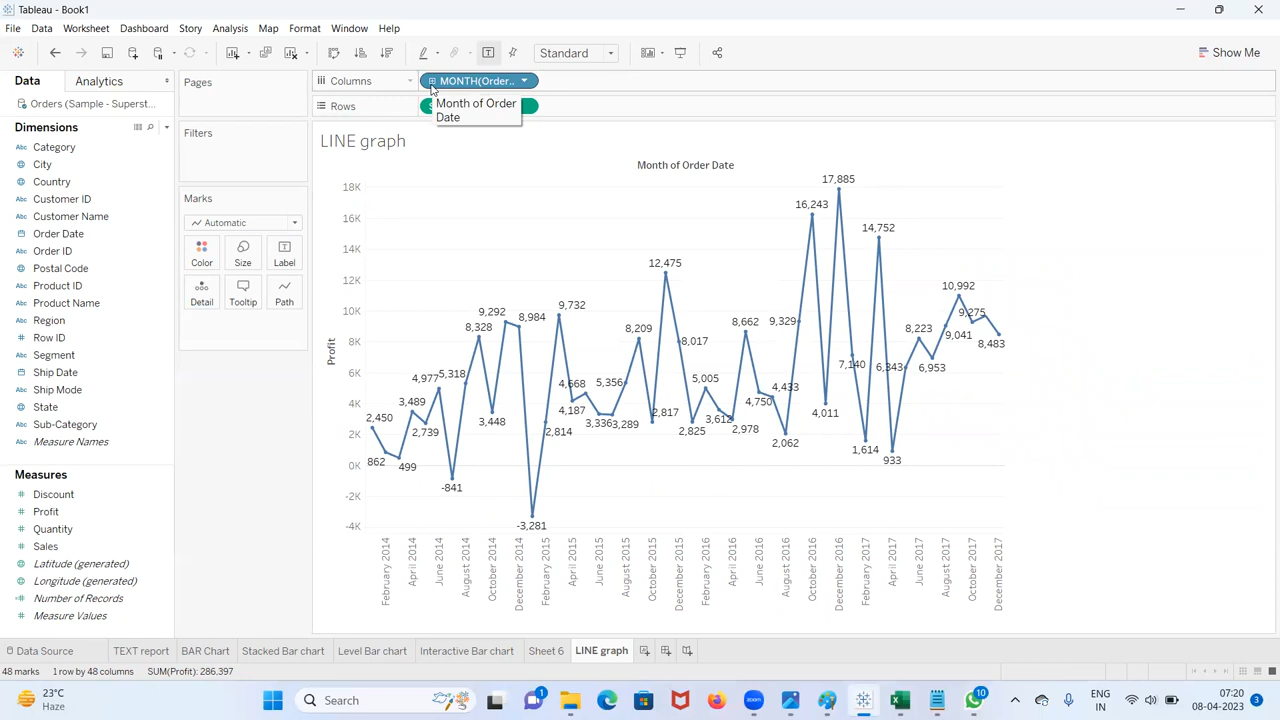 Tableau - Book1
File Data Worksheet Dashboard Story Analysis Map Format Window Help
Standard
Show Me
Data Analytics
Pages
Columns MONTH(Order..
Orders (Sample - Superst...
Rows
Month of Order
Date
Dimensions
Filters
Category
City
Country
Customer ID
Customer Name
Order Date
Order ID
Postal Code
Product ID
Product Name
Region
Row ID
Segment
Ship Date
Ship Mode
State
Sub-Category
Measure Names
Measures
Discount
Profit
Quantity
Sales
Latitude (generated)
Longitude (generated)
Number of Records
Measure Values
Marks
Automatic
Color Size Label
Detail Tooltip Path
LINE graph
Month of Order Date
Profit
18K
16K
14K
12K
10K
8K
6K
4K
2K
0K
-2K
-4K
2,450
862
499
3,489
2,739
4,977
-841
5,318
8,328
3,448
9,292
8,984
-3,281
2,814
9,732
4,187
4,668
3,336
3,289
5,356
8,209
2,817
12,475
8,017
2,825
5,005
3,612
2,978
8,662
4,750
4,433
2,062
9,329
16,243
4,011
17,885
7,140
1,614
14,752
933
6,343
8,223
6,953
9,041
10,992
9,275
8,483
February 2014
April 2014
June 2014
August 2014
October 2014
December 2014
February 2015
April 2015
June 2015
August 2015
October 2015
December 2015
February 2016
April 2016
June 2016
August 2016
October 2016
December 2016
February 2017
April 2017
June 2017
August 2017
October 2017
December 2017
Data Source TEXT report BAR Chart Stacked Bar chart Level Bar chart Interactive Bar chart Sheet 6 LINE graph
48 marks 1 row by 48 columns SUM(Profit): 286,397
23°C
Haze
Search
1
10
ENG
IN
07:20
08-04-2023
3